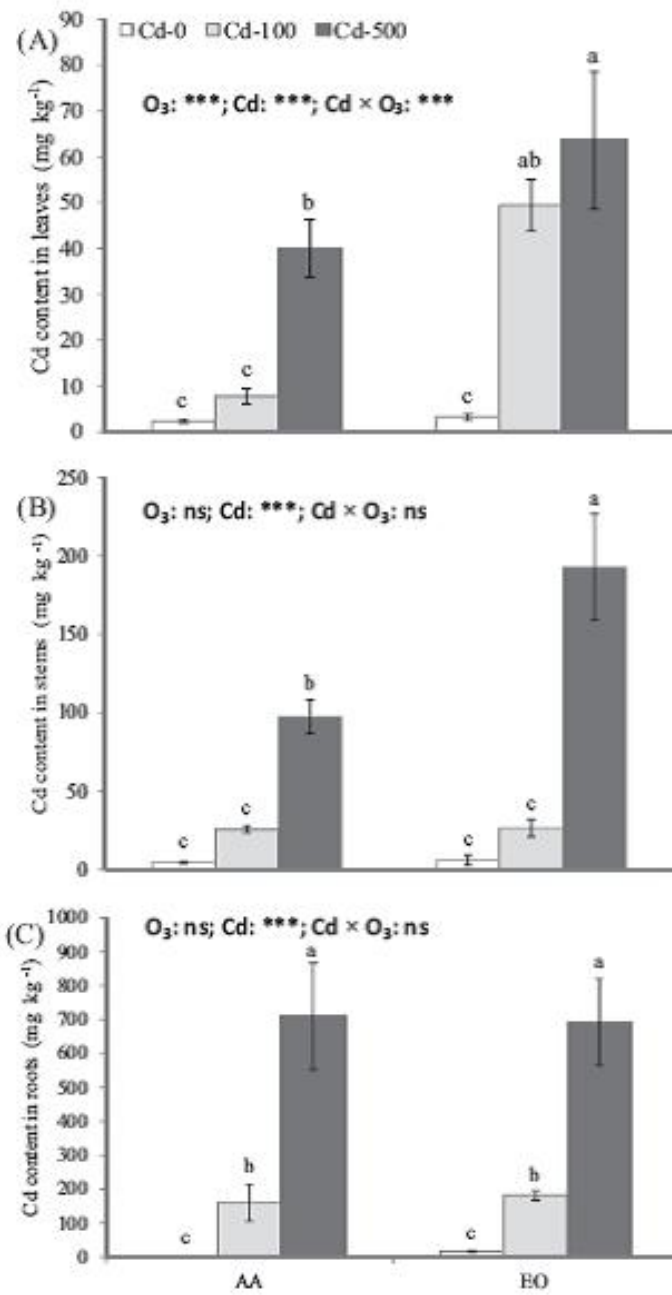 (A)
Cd-0 Cd-100 Cd-500
O₃: ***; Cd: ***; Cd × O₃: ***
Cd content in leaves (mg kg⁻¹)
90
80
70
60
50
40
30
20
10
0
c
c
b
c
ab
a
(B)
O₃: ns; Cd: ***; Cd × O₃: ns
Cd content in stems (mg kg⁻¹)
250
200
150
100
50
0
c
c
b
c
c
a
(C)
O₃: ns; Cd: ***; Cd × O₃: ns
Cd content in roots (mg kg⁻¹)
1000
900
800
700
600
500
400
300
200
100
0
c
b
a
c
b
a
AA EO